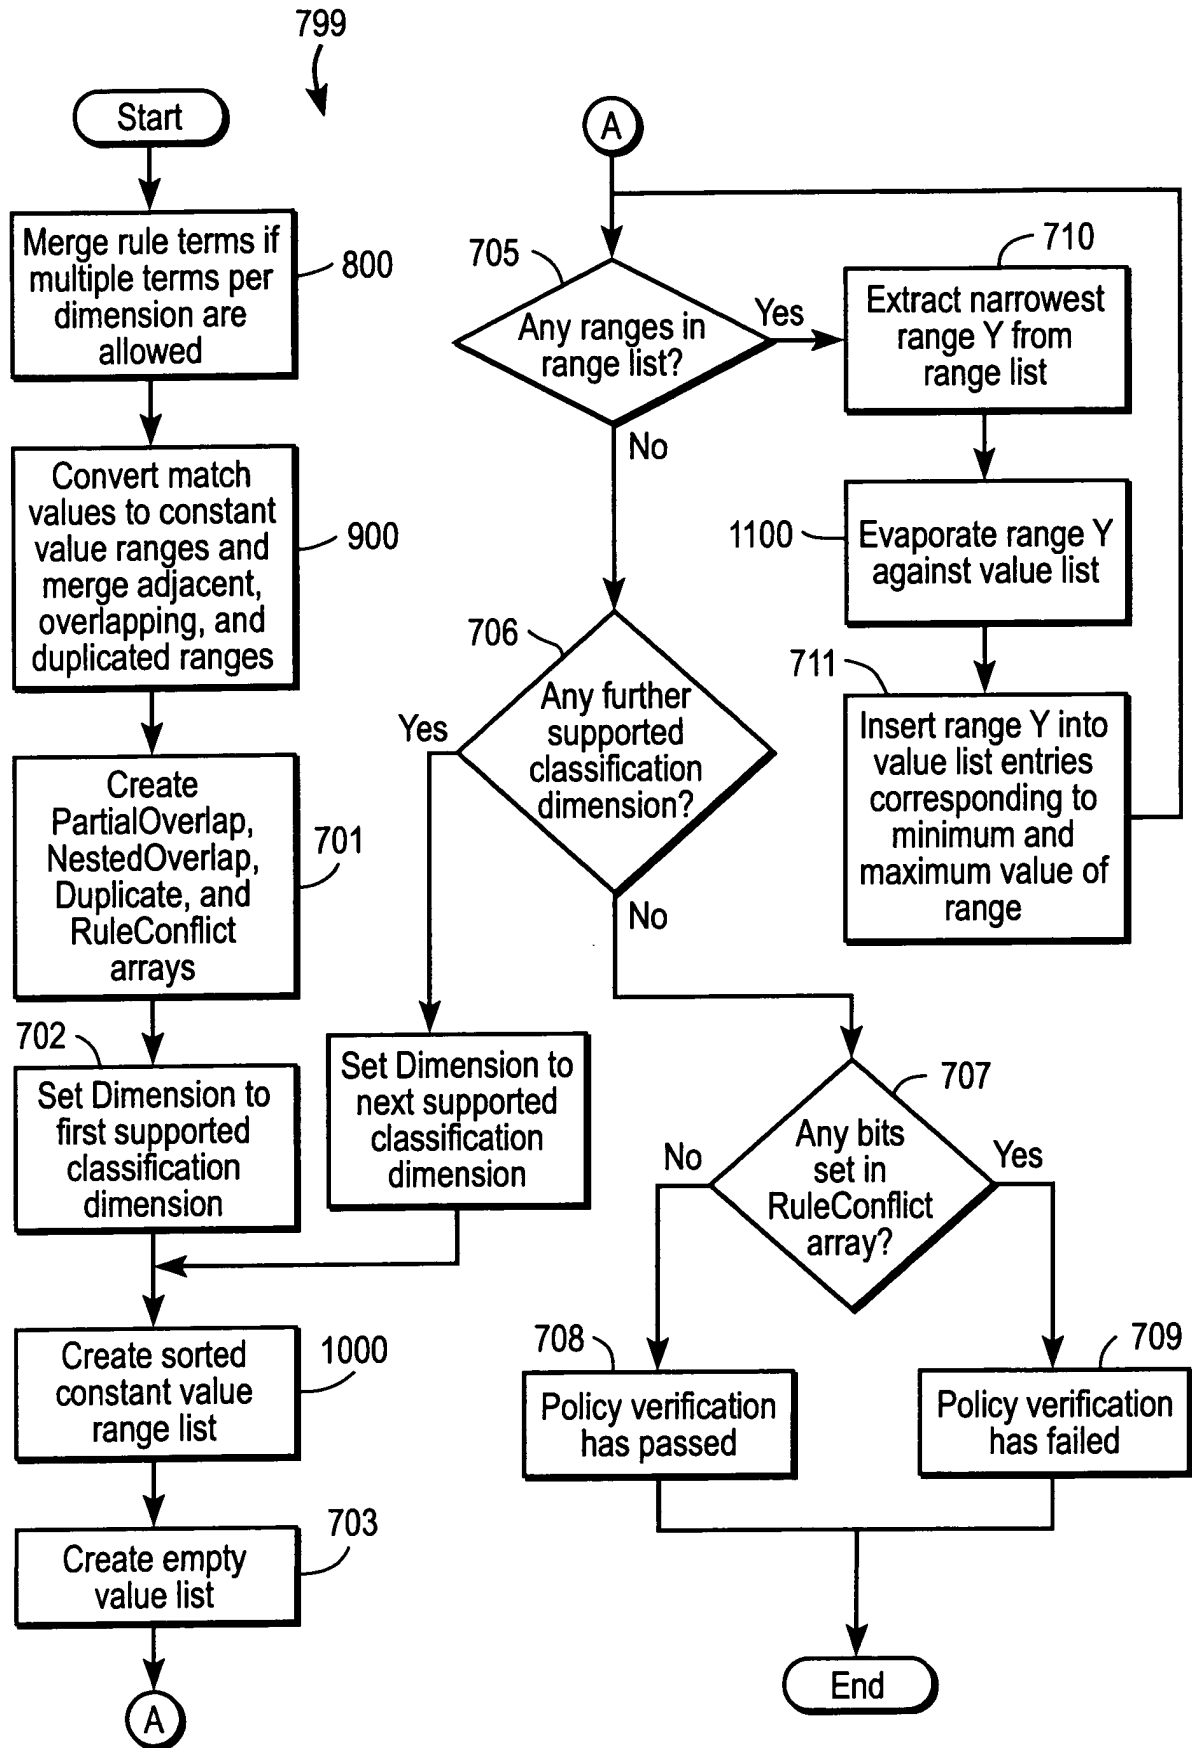 799
Start
Merge rule terms if
multiple terms per
dimension are
allowed
800
Convert match
values to constant
value ranges and
merge adjacent,
overlapping, and
duplicated ranges
900
Create
PartialOverlap,
NestedOverlap,
Duplicate, and
RuleConflict
arrays
701
702
Set Dimension to
first supported
classification
dimension
Set Dimension to
next supported
classification
dimension
Create sorted
constant value
range list
1000
Create empty
value list
703
A
A
705
Any ranges in
range list?
Yes
No
710
Extract narrowest
range Y from
range list
1100
Evaporate range Y
against value list
711
Insert range Y into
value list entries
corresponding to
minimum and
maximum value of
range
706
Any further
supported
classification
dimension?
Yes
No
707
Any bits
set in
RuleConflict
array?
No
Yes
708
Policy verification
has passed
709
Policy verification
has failed
End